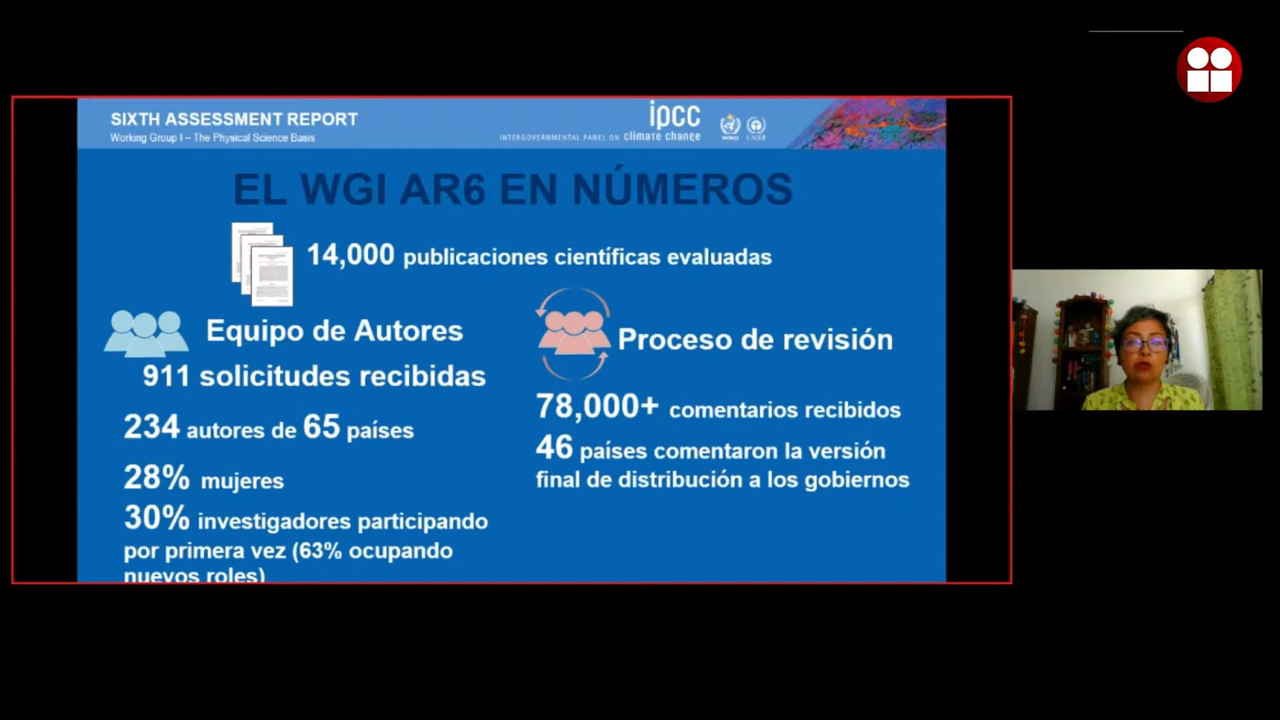 SIXTH ASSESSMENT REPORT
Working Group I – The Physical Science Basis
ipcc
INTERGOVERNMENTAL PANEL ON climate change
WMO
UNEP
EL WGI AR6 EN NÚMEROS
14,000 publicaciones científicas evaluadas
Equipo de Autores
911 solicitudes recibidas
234 autores de 65 países
28% mujeres
30% investigadores participando
por primera vez (63% ocupando
nuevos roles)
Proceso de revisión
78,000+ comentarios recibidos
46 países comentaron la versión
final de distribución a los gobiernos